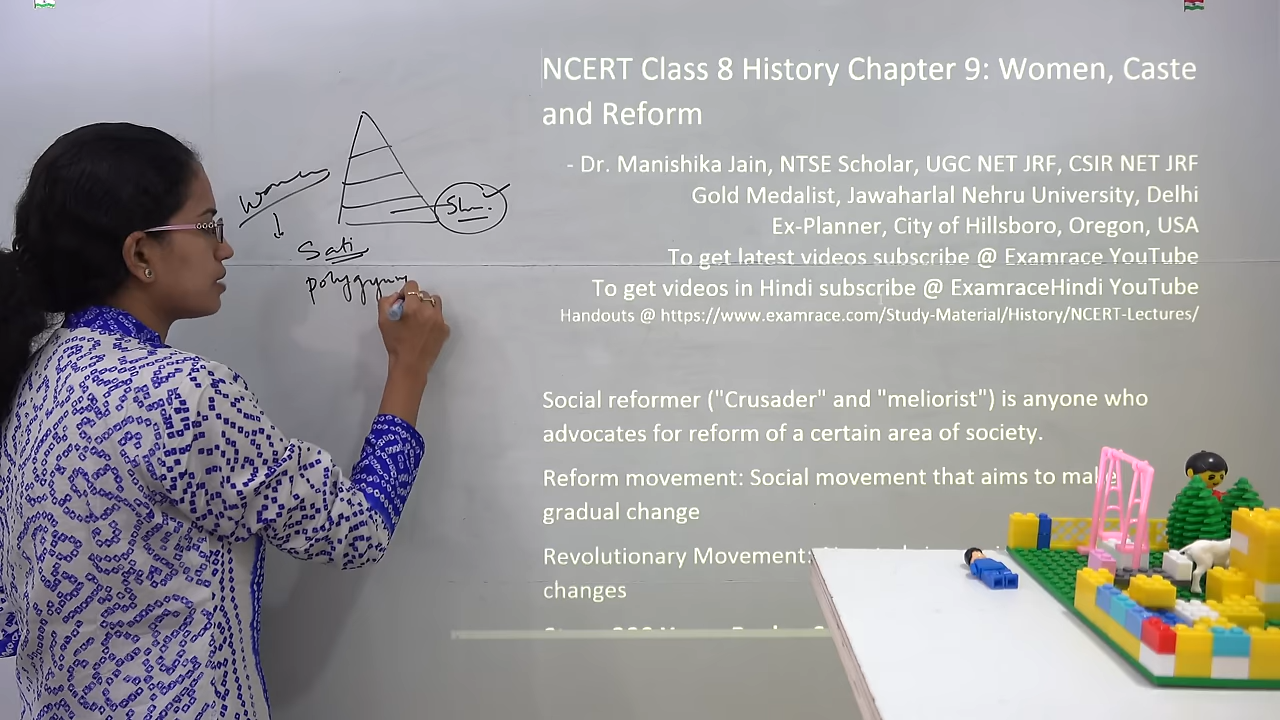 NCERT Class 8 History Chapter 9: Women, Caste
and Reform
- Dr. Manishika Jain, NTSE Scholar, UGC NET JRF, CSIR NET JRF
Gold Medalist, Jawaharlal Nehru University, Delhi
Ex-Planner, City of Hillsboro, Oregon, USA
To get latest videos subscribe @ Examrace YouTube
To get videos in Hindi subscribe @ ExamraceHindi YouTube
Handouts @ https://www.examrace.com/Study-Material/History/NCERT-Lectures/
Social reformer ("Crusader" and "meliorist") is anyone who
advocates for reform of a certain area of society.
Reform movement: Social movement that aims to make
gradual change
Revolutionary Movement:
changes
Women
Sati
polygyny